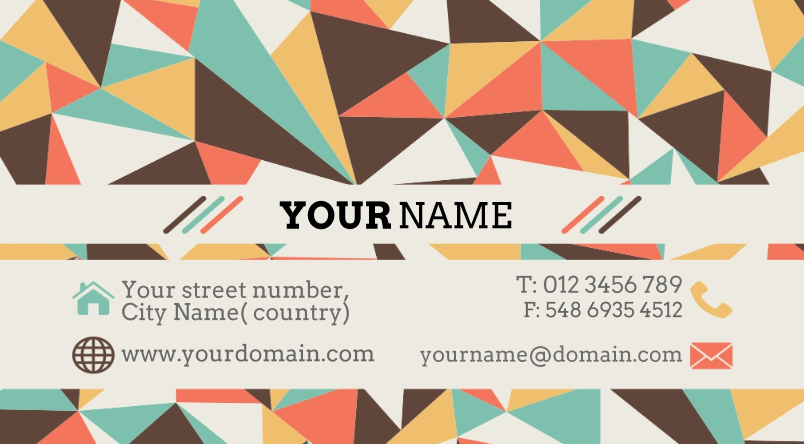 YOUR NAME
Your street number,
City Name( country)
www.yourdomain.com
T: 012 3456 789
F: 548 6935 4512
yourname@domain.com